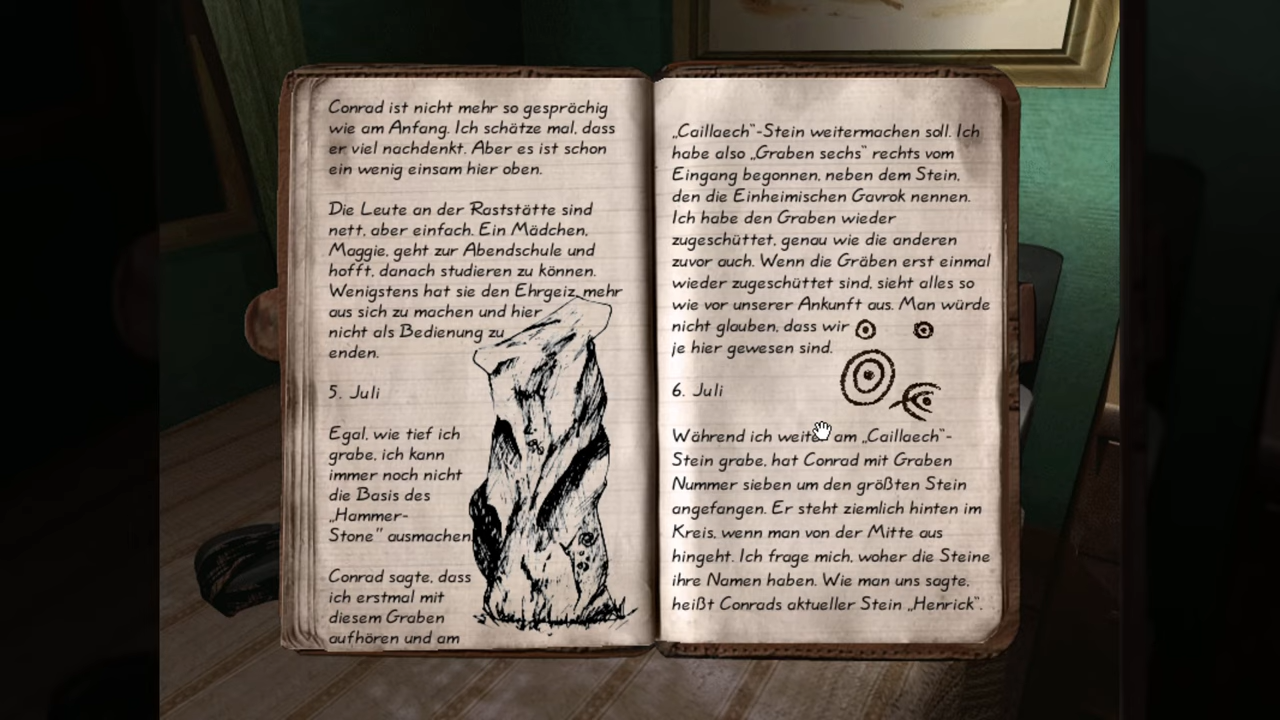 Conrad ist nicht mehr so gesprächig
wie am Anfang. Ich schätze mal, dass
er viel nachdenkt. Aber es ist schon
ein wenig einsam hier oben.
Die Leute an der Raststätte sind
nett, aber einfach. Ein Mädchen,
Maggie, geht zur Abendschule und
hofft, danach studieren zu können.
Wenigstens hat sie den Ehrgeiz, mehr
aus sich zu machen und hier
nicht als Bedienung zu
enden.
5. Juli
Egal, wie tief ich
grabe, ich kann
immer noch nicht
die Basis des
„Hammer-
Stone" ausmachen.
Conrad sagte, dass
ich erstmal mit
diesem Graben
aufhören und am
„Caillaech"-Stein weitermachen soll. Ich
habe also „Graben sechs" rechts vom
Eingang begonnen, neben dem Stein,
den die Einheimischen Gavrok nennen.
Ich habe den Graben wieder
zugeschüttet, genau wie die anderen
zuvor auch. Wenn die Gräben erst einmal
wieder zugeschüttet sind, sieht alles so
wie vor unserer Ankunft aus. Man würde
nicht glauben, dass wir
je hier gewesen sind.
6. Juli
Während ich weiter am „Caillaech"-
Stein grabe, hat Conrad mit Graben
Nummer sieben um den größten Stein
angefangen. Er steht ziemlich hinten im
Kreis, wenn man von der Mitte aus
hingeht. Ich frage mich, woher die Steine
ihre Namen haben. Wie man uns sagte,
heißt Conrads aktueller Stein „Henrick".